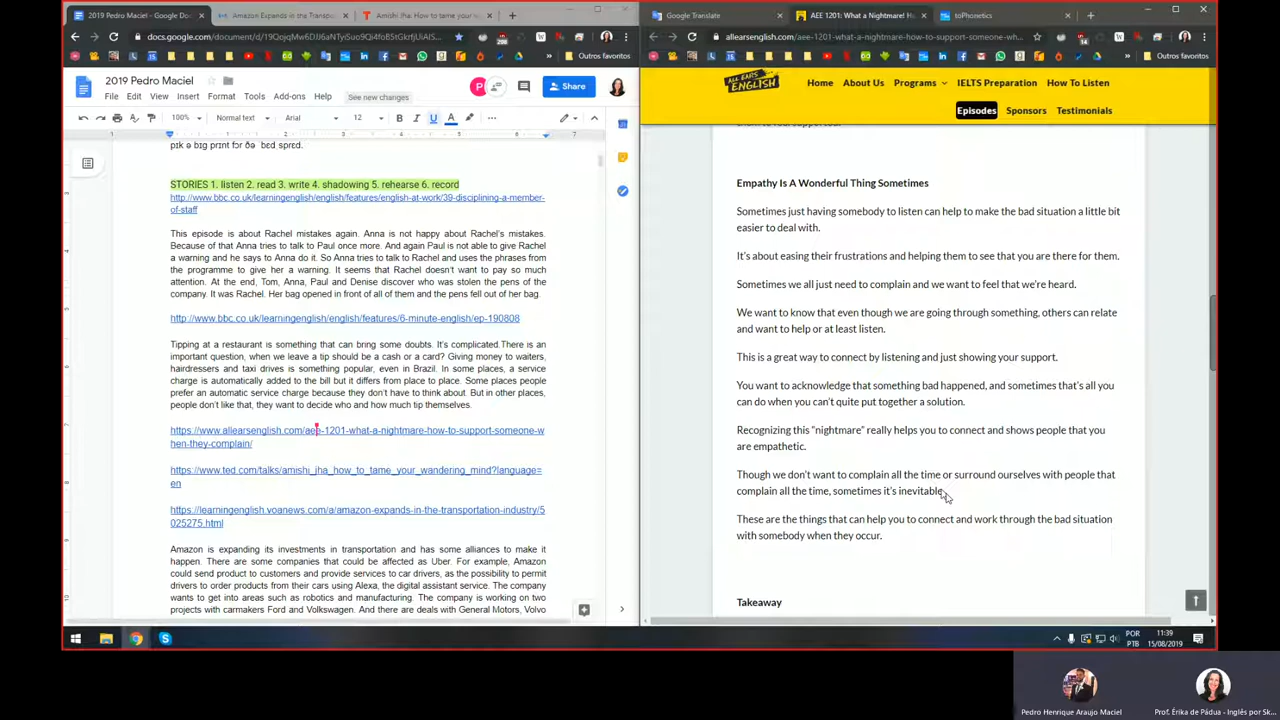 2019 Pedro Maciel - Google Doc
Amazon Expands in the Transpo
Amishi Jha: How to tame your
docs.google.com/document/d/
Outros favoritos
2019 Pedro Maciel
File Edit View Insert Format Tools Add-ons Help
See new changes
Share
100%
Normal text
Arial
12
pɪk ə bɪg prɪnt fɔr ðə bɛd sprɛd.
STORIES 1. listen 2. read 3. write 4. shadowing 5. rehearse 6. record
http://www.bbc.co.uk/learningenglish/english/features/english-at-work/39-disciplining-a-member-
of-staff
This episode is about Rachel mistakes again. Anna is not happy about Rachel's mistakes.
Because of that Anna tries to talk to Paul once more. And again Paul is not able to give Rachel
a warning and he says to Anna do it. So Anna tries to talk to Rachel and uses the phrases from
the programme to give her a warning. It seems that Rachel doesn't want to pay so much
attention. At the end, Tom, Anna, Paul and Denise discover who was stolen the pens of the
company. It was Rachel. Her bag opened in front of all of them and the pens fell out of her bag.
http://www.bbc.co.uk/learningenglish/english/features/6-minute-english/ep-190808
Tipping at a restaurant is something that can bring some doubts. It's complicated.There is an
important question, when we leave a tip should be a cash or a card? Giving money to waiters,
hairdressers and taxi drives is something popular, even in Brazil. In some places, a service
charge is automatically added to the bill but it differs from place to place. Some places people
prefer an automatic service charge because they don't have to think about. But in other places,
people don't like that, they want to decide who and how much tip themselves.
https://www.allearsenglish.com/aee-1201-what-a-nightmare-how-to-support-someone-w
hen-they-complain/
https://www.ted.com/talks/amishi_jha_how_to_tame_your_wandering_mind?language=
en
https://learningenglish.voanews.com/a/amazon-expands-in-the-transportation-industry/5
025275.html
Amazon is expanding its investments in transportation and has some alliances to make it
happen. There are some companies that could be affected as Uber. For example, Amazon
could send product to customers and provide services to car drivers, as the possibility to permit
drivers to order products from their cars using Alexa, the digital assistant service. The company
wants to get into areas such as robotics and manufacturing. The company is working on two
projects with carmakers Ford and Volkswagen. And there are deals with General Motors, Volvo
Google Translate
AEE 1201: What a Nightmare! H
toPhonetics
allearsenglish.com/aee-1201-what-a-nightmare-how-to-support-someone-wh...
Outros favoritos
ALL EARS ENGLISH
Home About Us Programs IELTS Preparation How To Listen
Episodes Sponsors Testimonials
Empathy Is A Wonderful Thing Sometimes
Sometimes just having somebody to listen can help to make the bad situation a little bit
easier to deal with.
It's about easing their frustrations and helping them to see that you are there for them.
Sometimes we all just need to complain and we want to feel that we're heard.
We want to know that even though we are going through something, others can relate
and want to help or at least listen.
This is a great way to connect by listening and just showing your support.
You want to acknowledge that something bad happened, and sometimes that's all you
can do when you can't quite put together a solution.
Recognizing this "nightmare" really helps you to connect and shows people that you
are empathetic.
Though we don't want to complain all the time or surround ourselves with people that
complain all the time, sometimes it's inevitable.
These are the things that can help you to connect and work through the bad situation
with somebody when they occur.
Takeaway
POR
PTB
11:39
15/08/2019
Pedro Henrique Araujo Maciel
Prof. Érika de Pádua - Inglês por Sk...